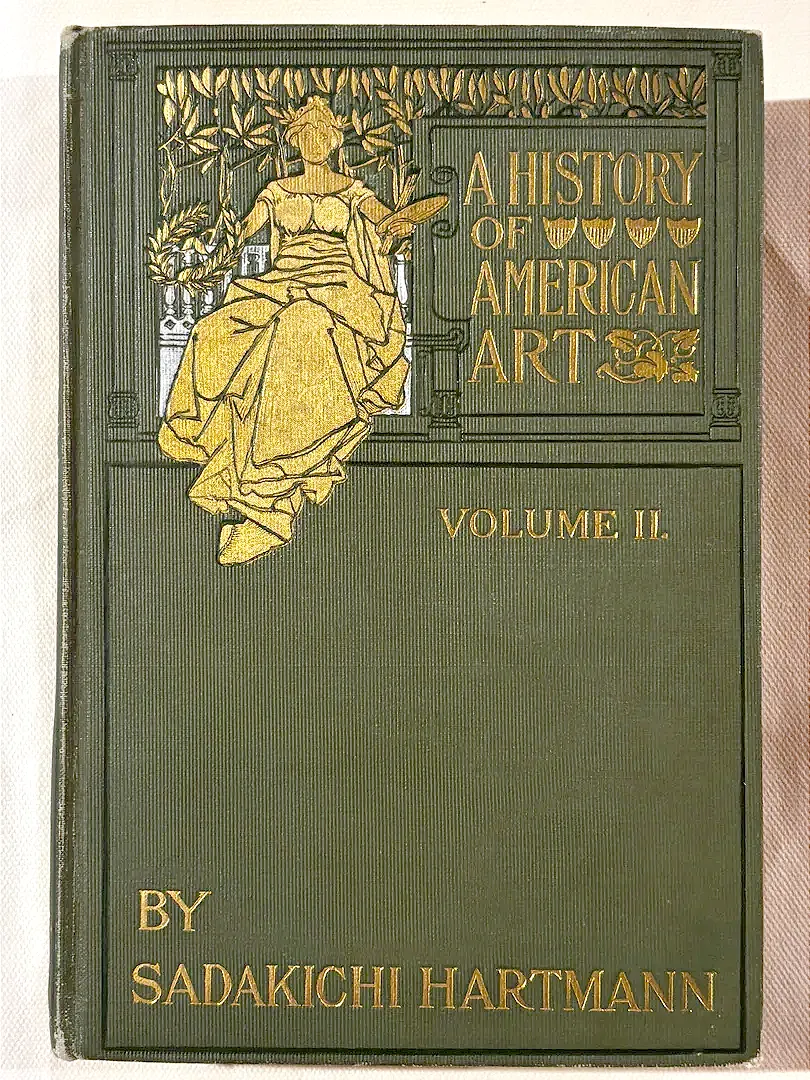 A HISTORY
OF
AMERICAN
ART
VOLUME II.
BY
SADAKICHI HARTMANN